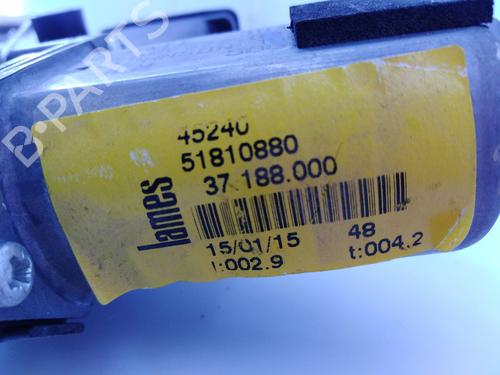 B-PARTS
45240
51810880
37.188.000
lames
15/01/15 48
I:002.9 t:004.2